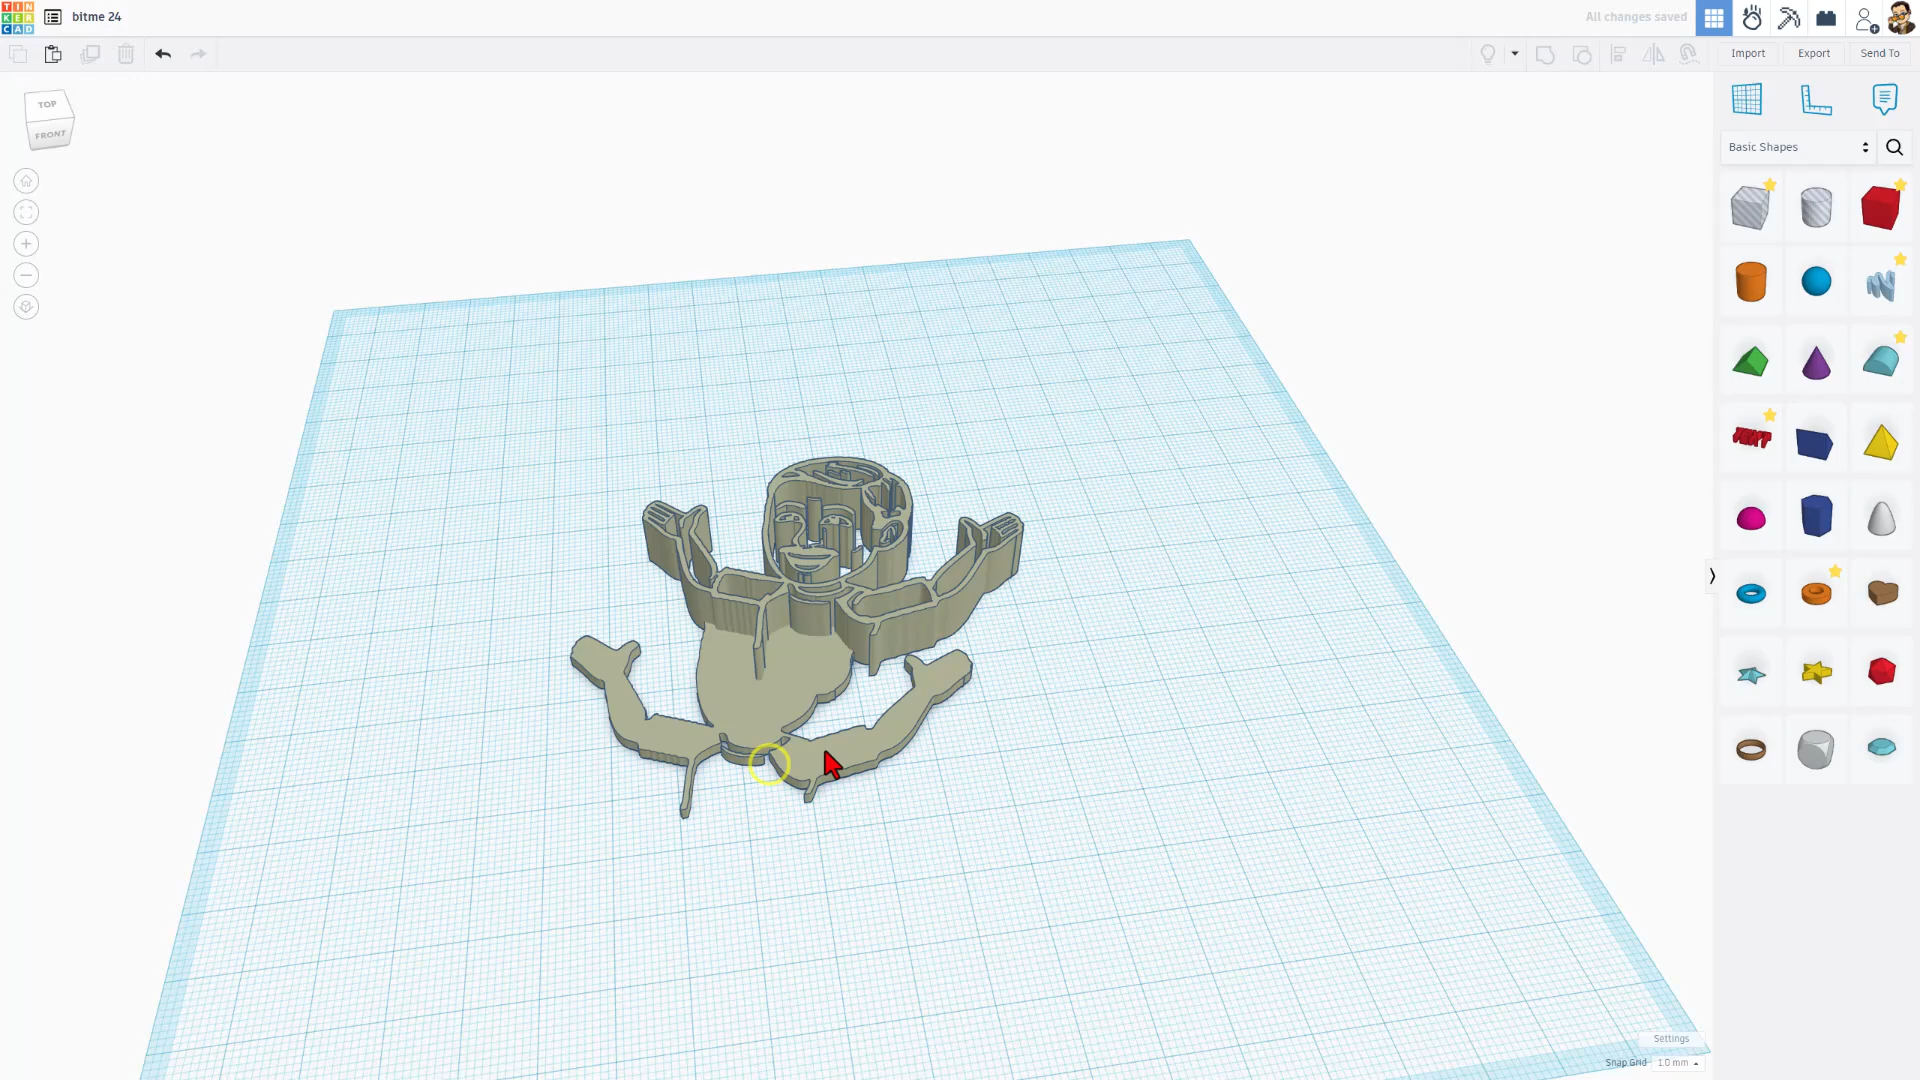 TIN
KER
CAD
bitme 24
All changes saved
Import
Export
Send To
TOP
FRONT
Basic Shapes
TEXT
Settings
Snap Grid
1.0 mm